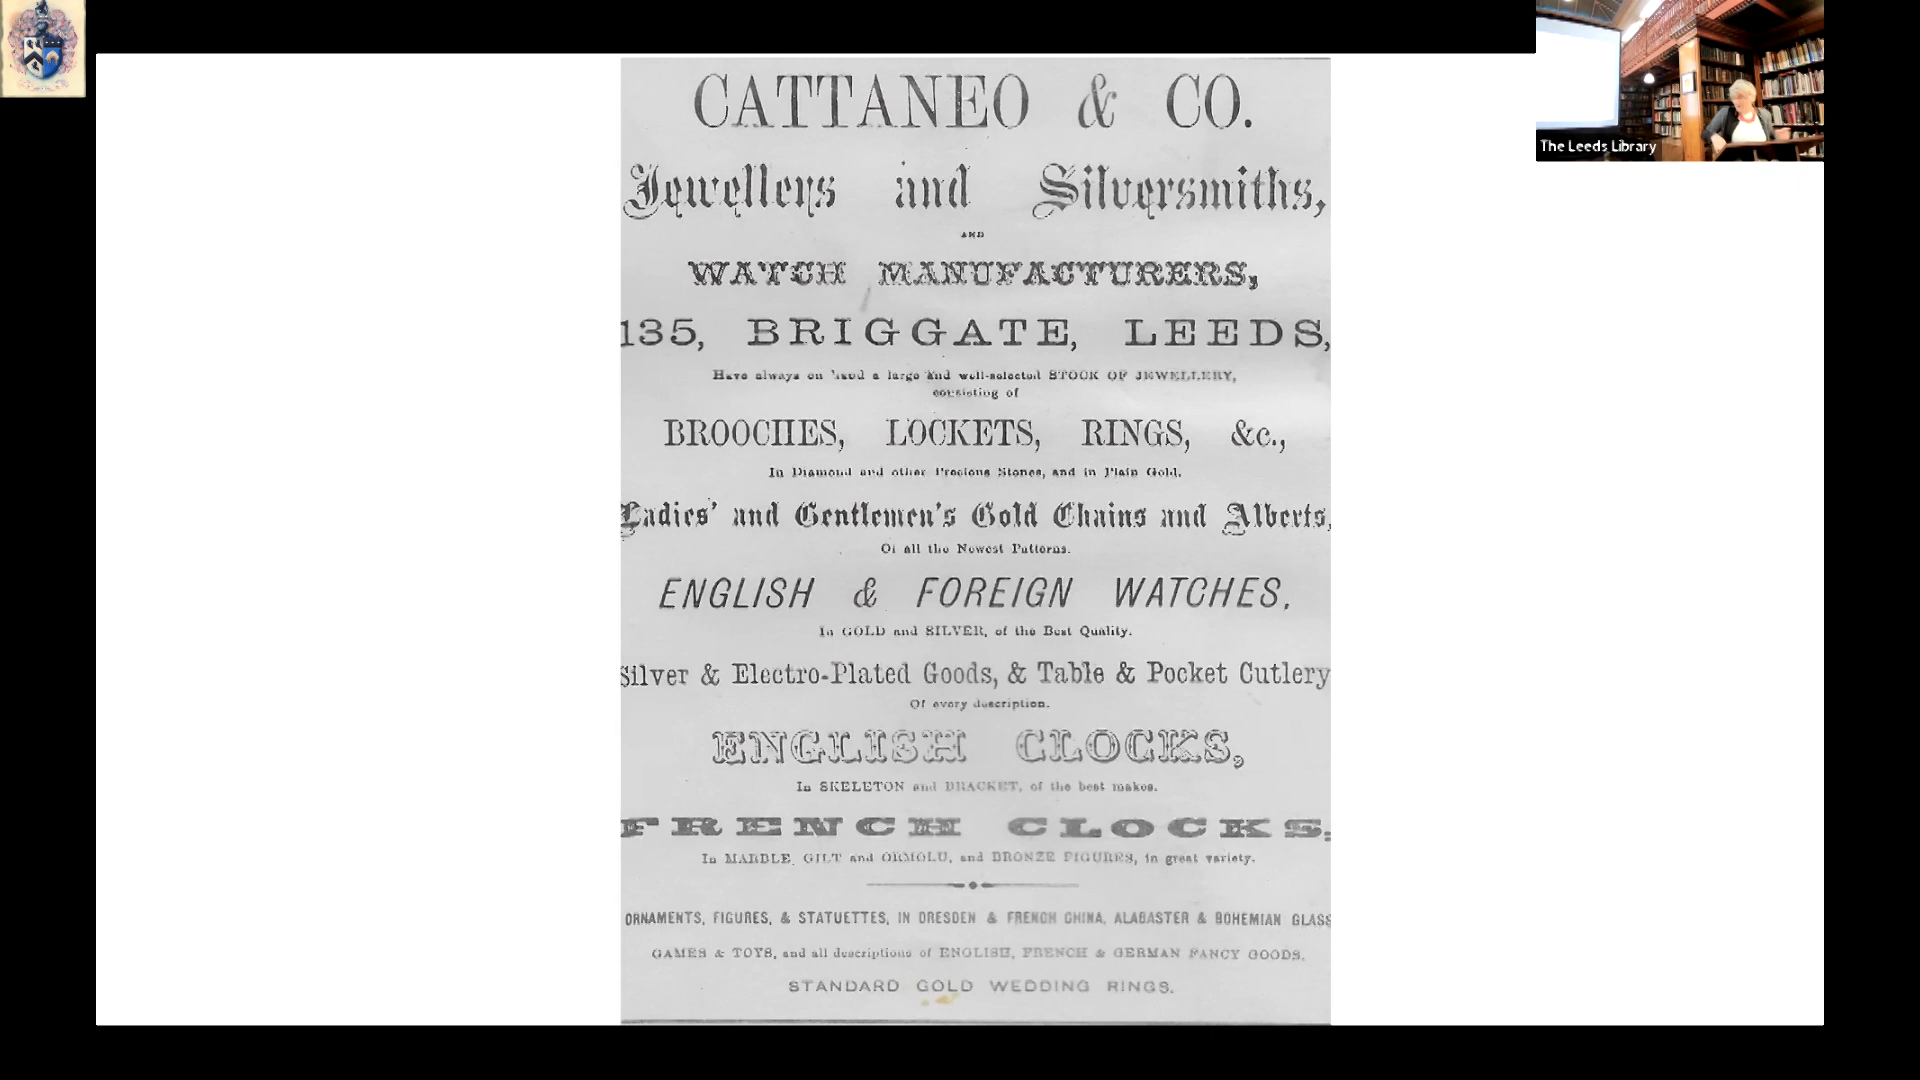 CATTANEO & CO.
Jewellers and Silversmiths,
AND
WATCH MANUFACTURERS,
135, BRIGGATE, LEEDS,
Have always on hand a large and well-selected STOCK OF JEWELLERY,
consisting of
BROOCHES, LOCKETS, RINGS, &c.,
In Diamond and other Precious Stones, and in Plain Gold.
Ladies' and Gentlemen's Gold Chains and Alberts,
Of all the Newest Patterns.
ENGLISH & FOREIGN WATCHES,
In GOLD and SILVER, of the Best Quality.
Silver & Electro-Plated Goods, & Table & Pocket Cutlery
Of every description.
ENGLISH CLOCKS,
In SKELETON and BRACKET, of the best makes.
FRENCH CLOCKS,
In MARBLE, GILT and ORMOLU, and BRONZE FIGURES, in great variety.
ORNAMENTS, FIGURES, & STATUETTES, IN DRESDEN & FRENCH CHINA, ALABASTER & BOHEMIAN GLASS
GAMES & TOYS, and all descriptions of ENGLISH, FRENCH & GERMAN FANCY GOODS.
STANDARD GOLD WEDDING RINGS.
The Leeds Library